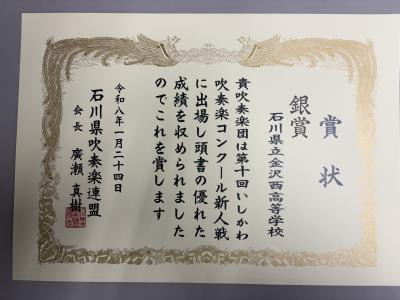 賞状
銀賞
石川県立金沢西高等学校
貴吹奏楽団は第十回いしかわ
吹奏楽コンクール新人戦
に出場し頭書の優れた
成績を収められました
のでこれを賞します
令和八年一月二十四日
石川県吹奏楽連盟
会長 廣瀬真樹